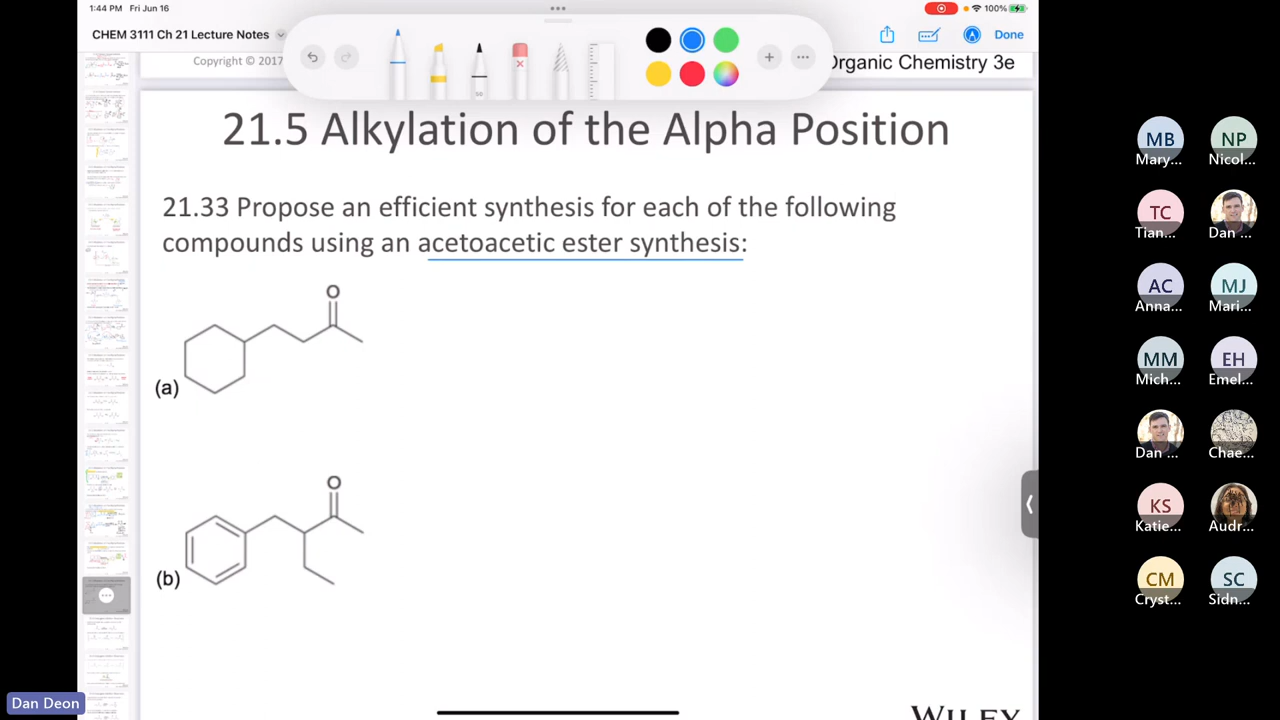 1:44 PM Fri Jun 16
100%
CHEM 3111 Ch 21 Lecture Notes
Done
Copyright © 2017
Organic Chemistry 3e
50
21.5 Alkylation of the Alpha Position
21.33 Propose an efficient synthesis for each of the following
compounds using an acetoacetic ester synthesis:
O
(a)
O
(b)
WILEY
MB
Mary...
NP
Nicol...
TC
Tian...
Dan ...
AC
Anna...
MJ
Mari...
MM
Mich...
EH
Emel...
Dan ...
Chae...
KS
Katie...
Audr...
CM
Cryst...
SC
Sidn...
Dan Deon